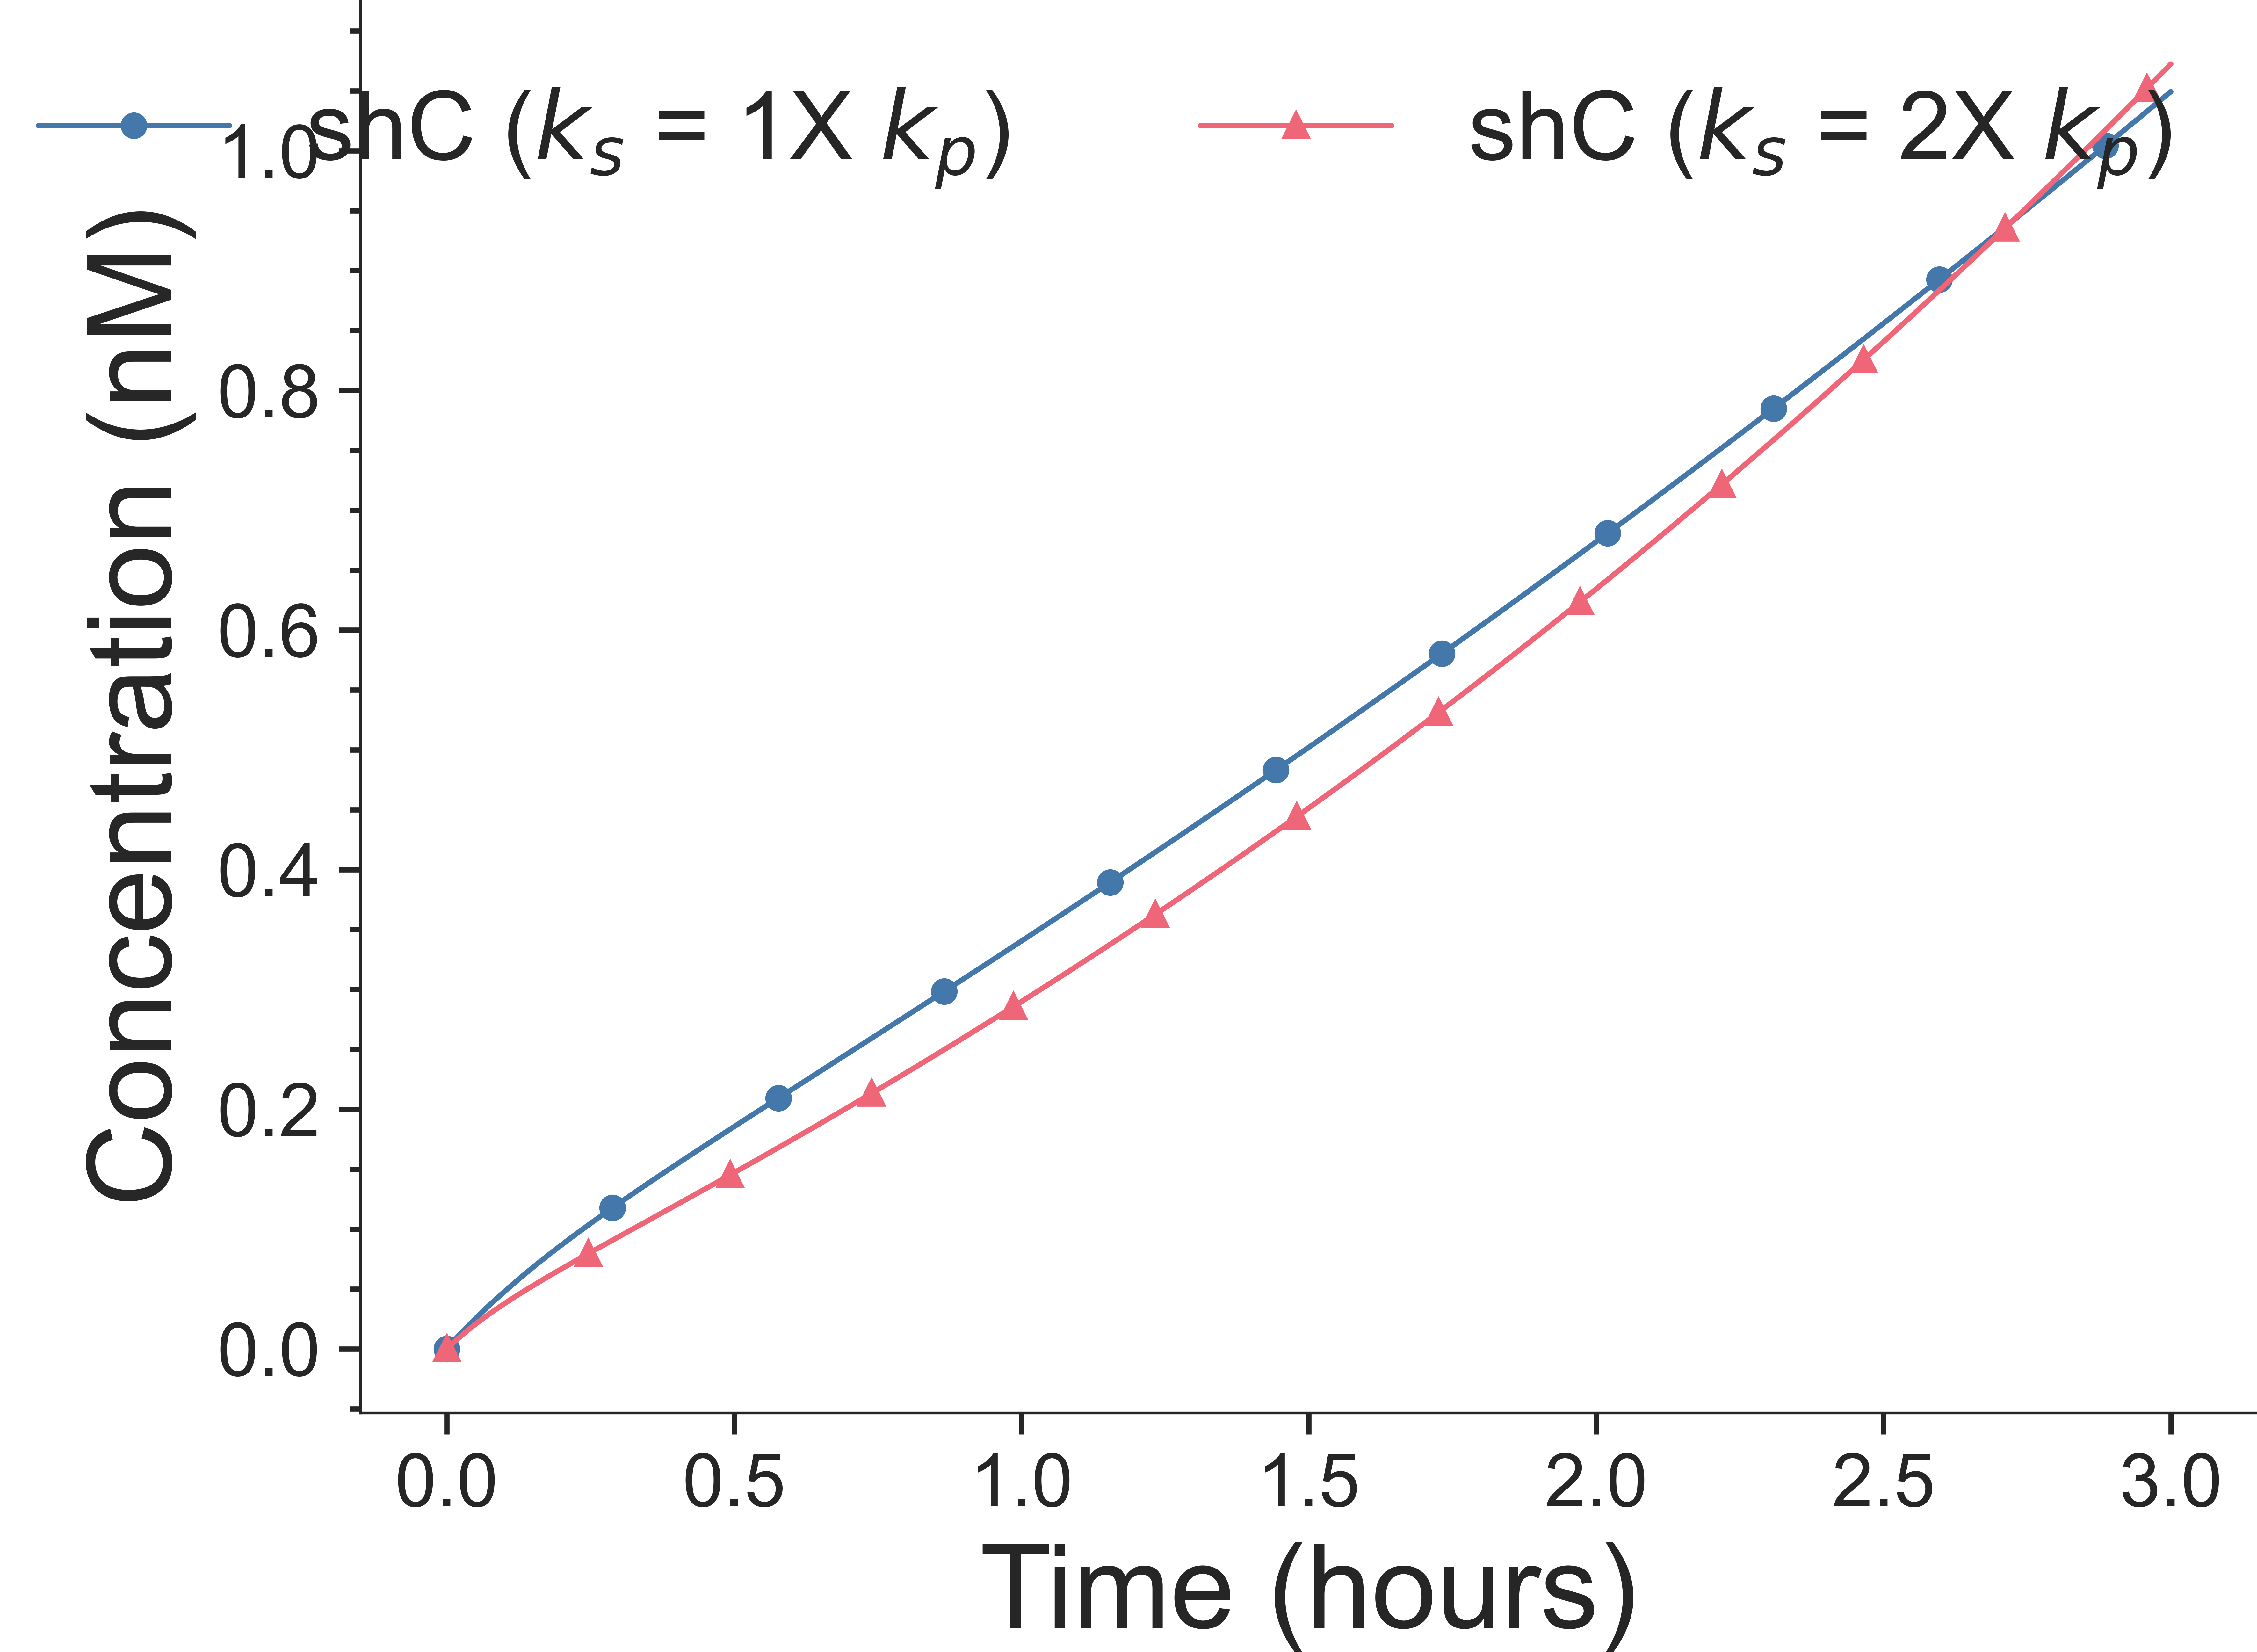 shC (kₛ = 1X kₚ) shC (kₛ = 2X kₚ)
Concentration (nM)
1.0
0.8
0.6
0.4
0.2
0.0
0.0 0.5 1.0 1.5 2.0 2.5 3.0
Time (hours)